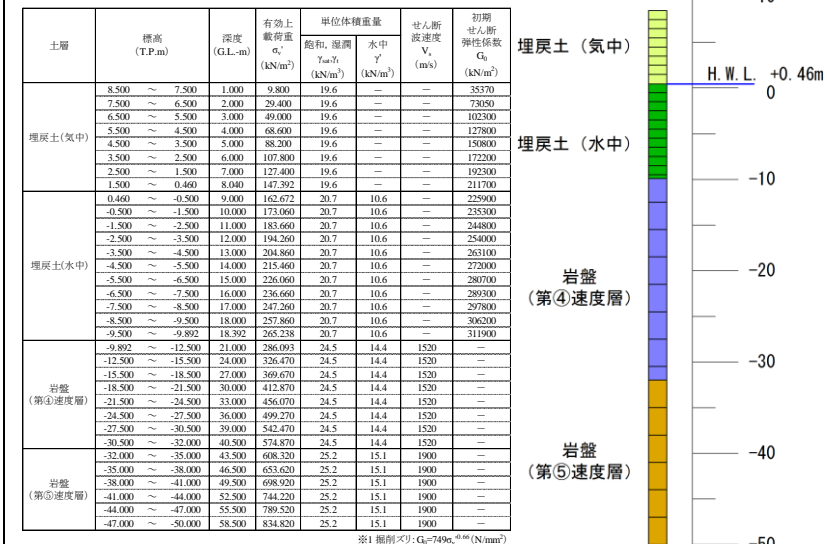 土層 標高 (T.P.m) 深度 (G.L.-m) 有効上載荷重 σv' (kN/m²) 単位体積重量 飽和,湿潤 γsat,γt (kN/m³) 水中 γ' (kN/m³) せん断波速度 Vs (m/s) 初期せん断弾性係数 G0 (kN/m²)
埋戻土(気中)
8.500 ～ 7.500 1.000 9.800 19.6 － － 35370
7.500 ～ 6.500 2.000 29.400 19.6 － － 73050
6.500 ～ 5.500 3.000 49.000 19.6 － － 102300
5.500 ～ 4.500 4.000 68.600 19.6 － － 127800
4.500 ～ 3.500 5.000 88.200 19.6 － － 150800
3.500 ～ 2.500 6.000 107.800 19.6 － － 172200
2.500 ～ 1.500 7.000 127.400 19.6 － － 192300
1.500 ～ 0.460 8.040 147.392 19.6 － － 211700
埋戻土(水中)
0.460 ～ -0.500 9.000 162.672 20.7 10.6 － 225900
-0.500 ～ -1.500 10.000 173.060 20.7 10.6 － 235300
-1.500 ～ -2.500 11.000 183.660 20.7 10.6 － 244800
-2.500 ～ -3.500 12.000 194.260 20.7 10.6 － 254000
-3.500 ～ -4.500 13.000 204.860 20.7 10.6 － 263100
-4.500 ～ -5.500 14.000 215.460 20.7 10.6 － 272000
-5.500 ～ -6.500 15.000 226.060 20.7 10.6 － 280700
-6.500 ～ -7.500 16.000 236.660 20.7 10.6 － 289300
-7.500 ～ -8.500 17.000 247.260 20.7 10.6 － 297800
-8.500 ～ -9.500 18.000 257.860 20.7 10.6 － 306200
-9.500 ～ -9.892 18.392 265.238 20.7 10.6 － 311900
岩盤
(第④速度層)
-9.892 ～ -12.500 21.000 286.093 24.5 14.4 1520 －
-12.500 ～ -15.500 24.000 326.470 24.5 14.4 1520 －
-15.500 ～ -18.500 27.000 369.670 24.5 14.4 1520 －
-18.500 ～ -21.500 30.000 412.870 24.5 14.4 1520 －
-21.500 ～ -24.500 33.000 456.070 24.5 14.4 1520 －
-24.500 ～ -27.500 36.000 499.270 24.5 14.4 1520 －
-27.500 ～ -30.500 39.000 542.470 24.5 14.4 1520 －
-30.500 ～ -32.000 40.500 574.870 24.5 14.4 1520 －
岩盤
(第⑤速度層)
-32.000 ～ -35.000 43.500 608.320 25.2 15.1 1900 －
-35.000 ～ -38.000 46.500 653.620 25.2 15.1 1900 －
-38.000 ～ -41.000 49.500 698.920 25.2 15.1 1900 －
-41.000 ～ -44.000 52.500 744.220 25.2 15.1 1900 －
-44.000 ～ -47.000 55.500 789.520 25.2 15.1 1900 －
-47.000 ～ -50.000 58.500 834.820 25.2 15.1 1900 －
※1 掘削ズリ:G0=749σv'^0.66(N/mm²)
埋戻土（気中）
H.W.L. +0.46m
0
埋戻土（水中）
-10
-20
岩盤
（第④速度層）
-30
岩盤
（第⑤速度層）
-40
-50